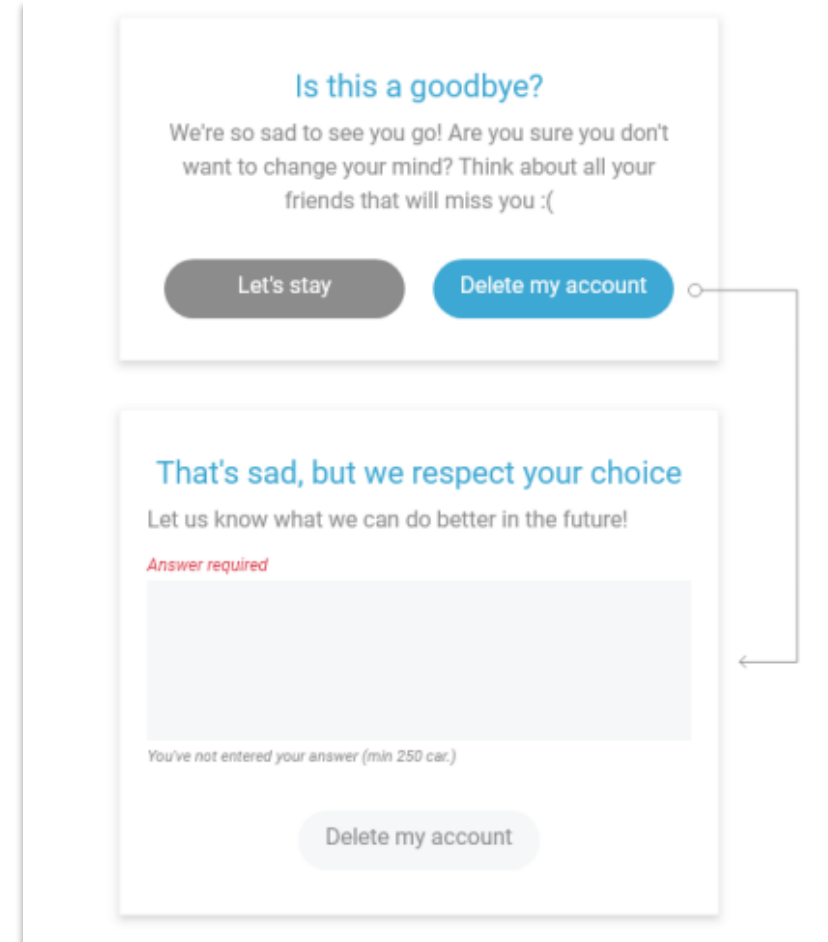 Is this a goodbye?
We're so sad to see you go! Are you sure you don't
want to change your mind? Think about all your
friends that will miss you :(
Let's stay
Delete my account
That's sad, but we respect your choice
Let us know what we can do better in the future!
Answer required
You've not entered your answer (min 250 car.)
Delete my account